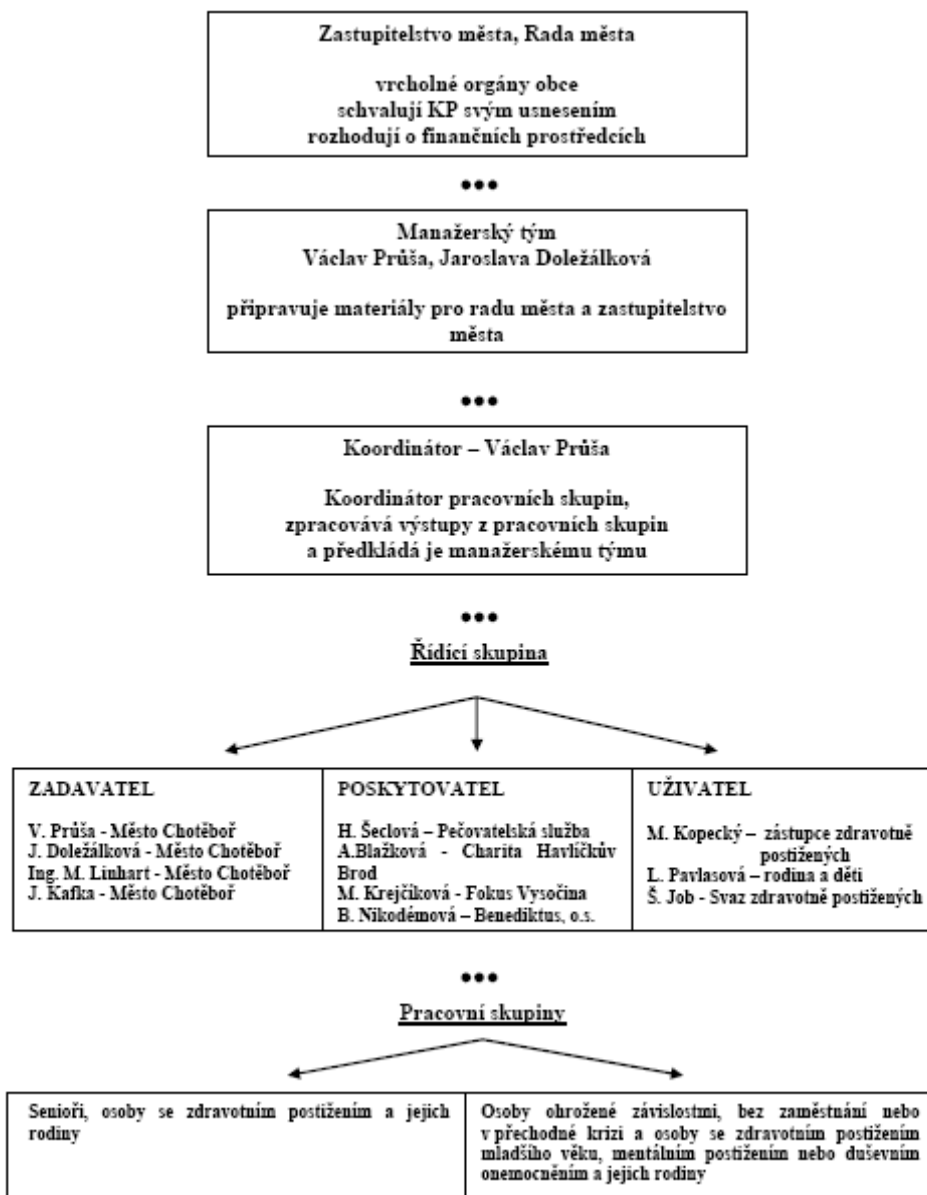 Zastupitelstvo města, Rada města
vrcholné orgány obce
schvalují KP svým usnesením
rozhodují o finančních prostředcích
Manažerský tým
Václav Průša, Jaroslava Doležálková
připravuje materiály pro radu města a zastupitelstvo
města
Koordinátor – Václav Průša
Koordinátor pracovních skupin,
zpracovává výstupy z pracovních skupin
a předkládá je manažerskému týmu
Řídící skupina
ZADAVATEL
V. Průša - Město Chotěboř
J. Doležálková - Město Chotěboř
Ing. M. Linhart - Město Chotěboř
J. Kafka - Město Chotěboř
POSKYTOVATEL
H. Šeclová – Pečovatelská služba
A.Blažková - Charita Havlíčkův
Brod
M. Krejčíková - Fokus Vysočina
B. Nikodémová – Benediktus, o.s.
UŽIVATEL
M. Kopecký – zástupce zdravotně
postižených
L. Pavlasová – rodina a děti
Š. Job - Svaz zdravotně postižených
Pracovní skupiny
Senioři, osoby se zdravotním postižením a jejich
rodiny
Osoby ohrožené závislostmi, bez zaměstnání nebo
v přechodné krizi a osoby se zdravotním postižením
mladšího věku, mentálním postižením nebo duševním
onemocněním a jejich rodiny